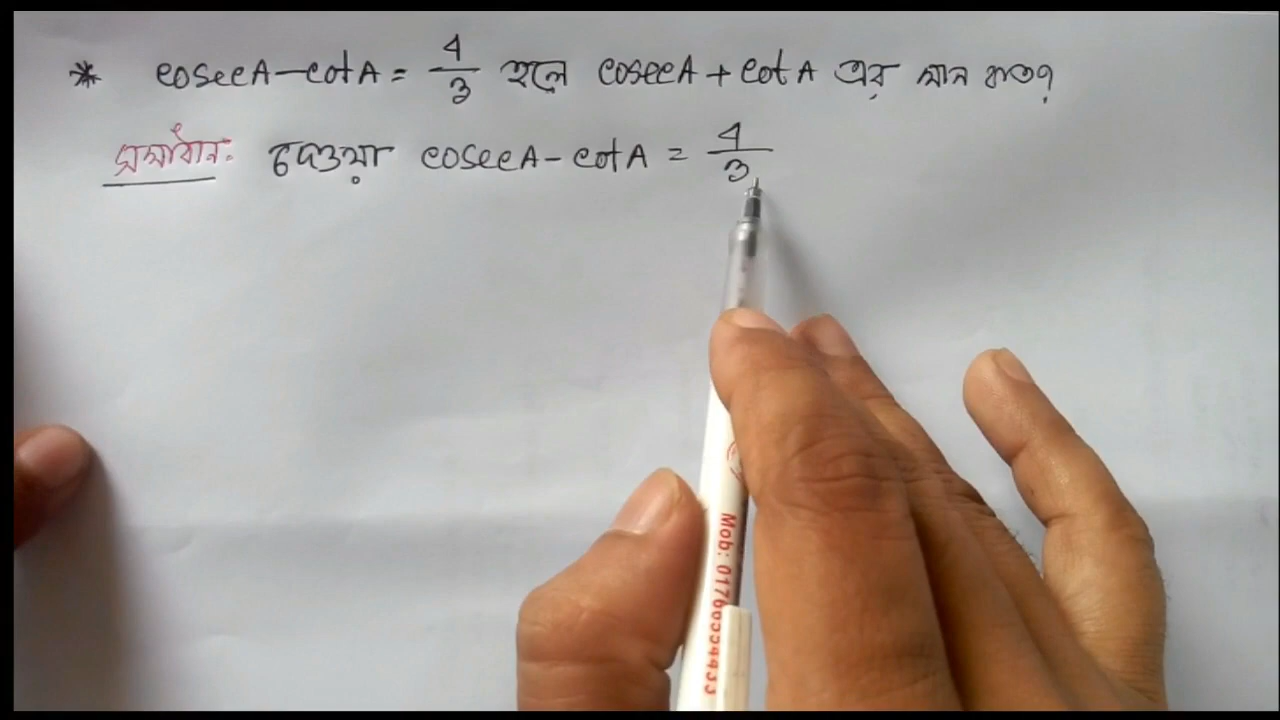 * cosecA-cotA = 4/3 হলে cosecA+cotA এর মান কত?
সমাধান: দেওয়া cosecA-cotA = 4/3